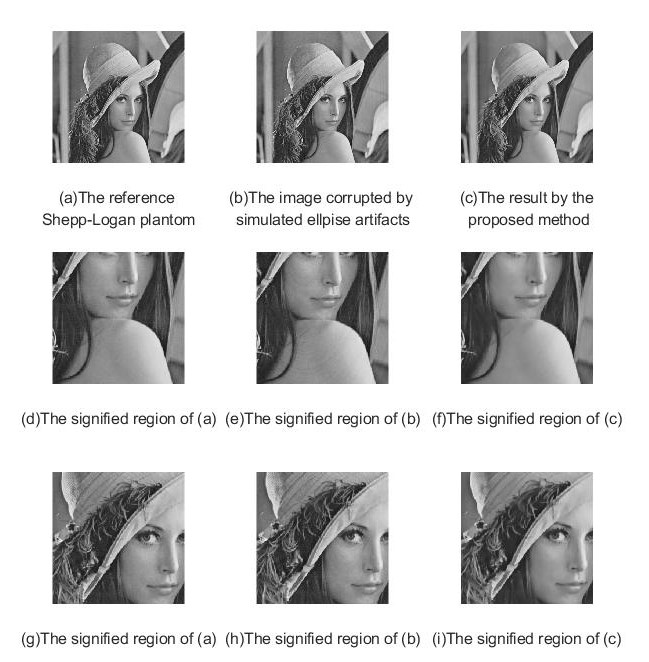 (a)The reference
Shepp-Logan plantom
(b)The image corrupted by
simulated ellpise artifacts
(c)The result by the
proposed method
(d)The signified region of (a)
(e)The signified region of (b)
(f)The signified region of (c)
(g)The signified region of (a)
(h)The signified region of (b)
(i)The signified region of (c)